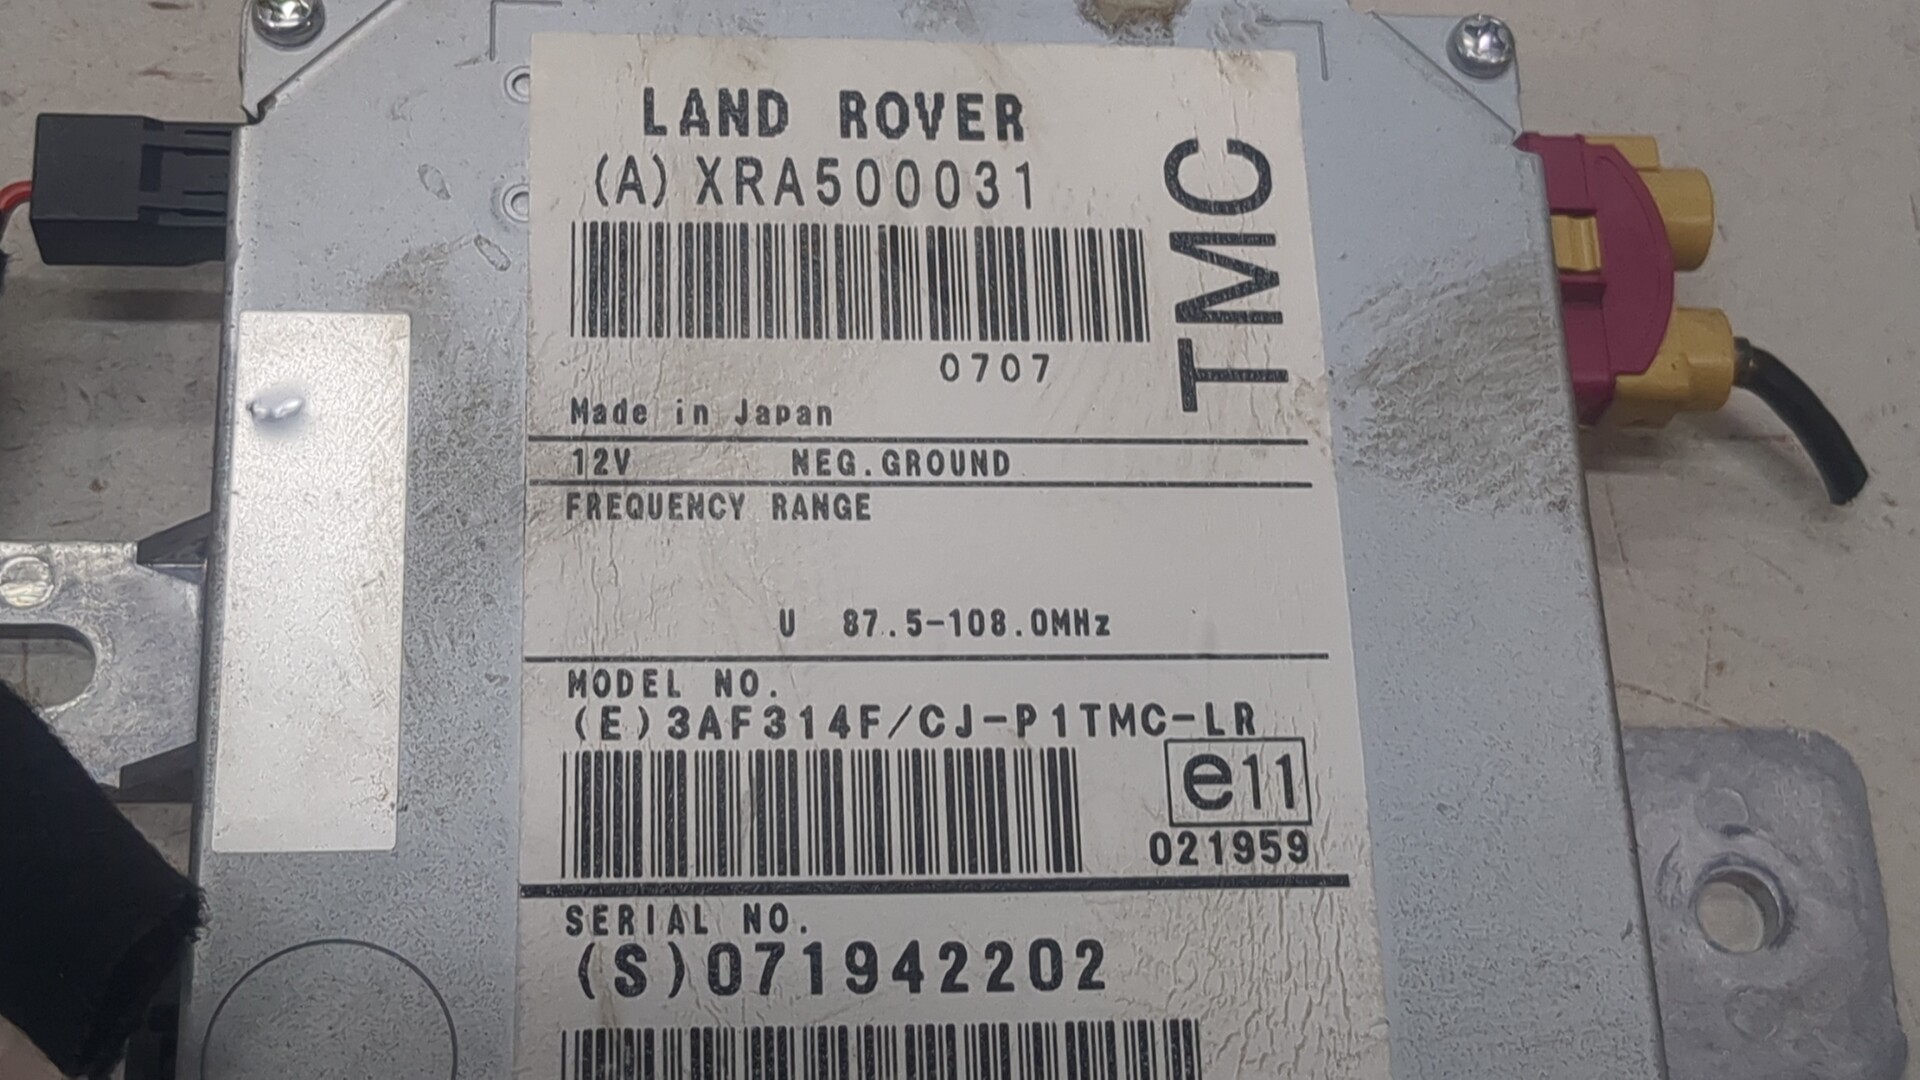 LAND ROVER
(A) XRA500031
TMC
0707
Made in Japan
12V NEG.GROUND
FREQUENCY RANGE
U 87.5-108.0MHz
MODEL NO.
(E)3AF314F/CJ-P1TMC-LR
e11
021959
SERIAL NO.
(S)071942202